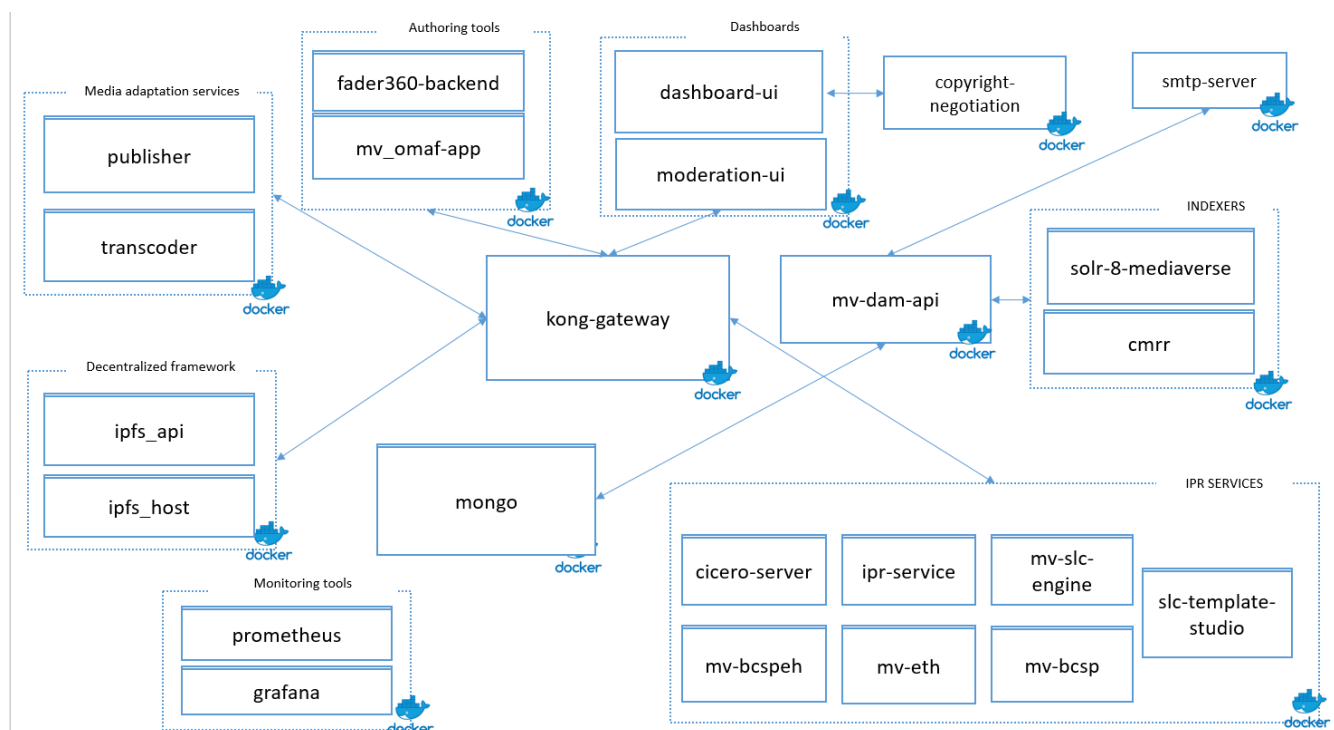 Authoring tools
fader360-backend
mv_omaf-app
docker
Dashboards
dashboard-ui
moderation-ui
docker
copyright-
negotiation
docker
smtp-server
docker
Media adaptation services
publisher
transcoder
docker
kong-gateway
docker
mv-dam-api
docker
INDEXERS
solr-8-mediaverse
cmrr
docker
Decentralized framework
ipfs_api
ipfs_host
docker
mongo
docker
IPR SERVICES
cicero-server
ipr-service
mv-slc-
engine
slc-template-
studio
mv-bcspeh
mv-eth
mv-bcsp
docker
Monitoring tools
prometheus
grafana
docker